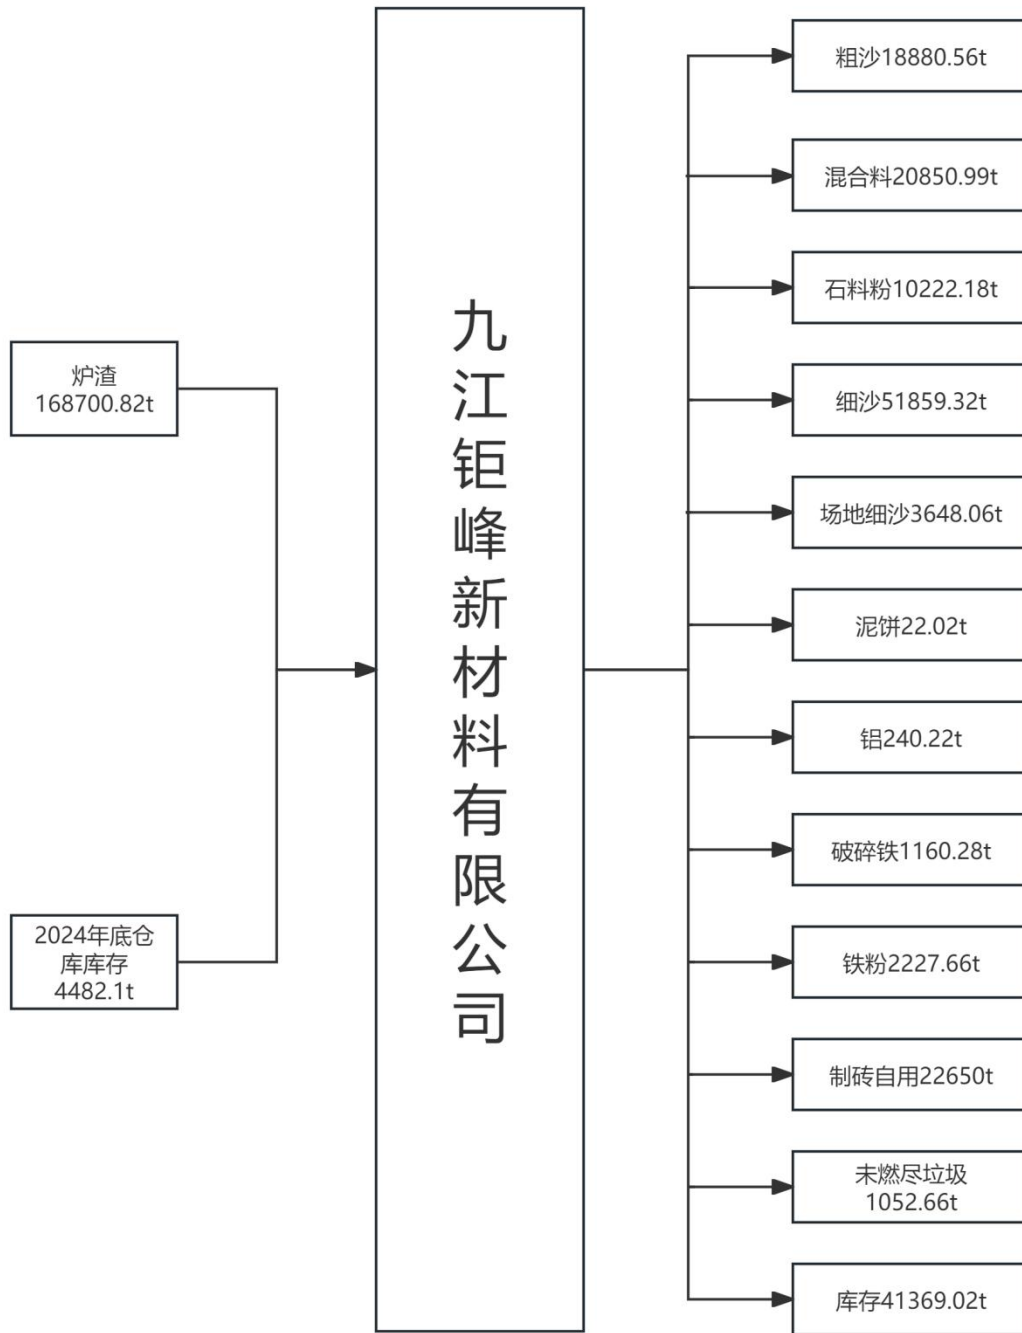 炉渣
168700.82t
2024年底仓
库库存
4482.1t
九江钜峰新材料有限公司
粗沙18880.56t
混合料20850.99t
石料粉10222.18t
细沙51859.32t
场地细沙3648.06t
泥饼22.02t
铝240.22t
破碎铁1160.28t
铁粉2227.66t
制砖自用22650t
未燃尽垃圾
1052.66t
库存41369.02t